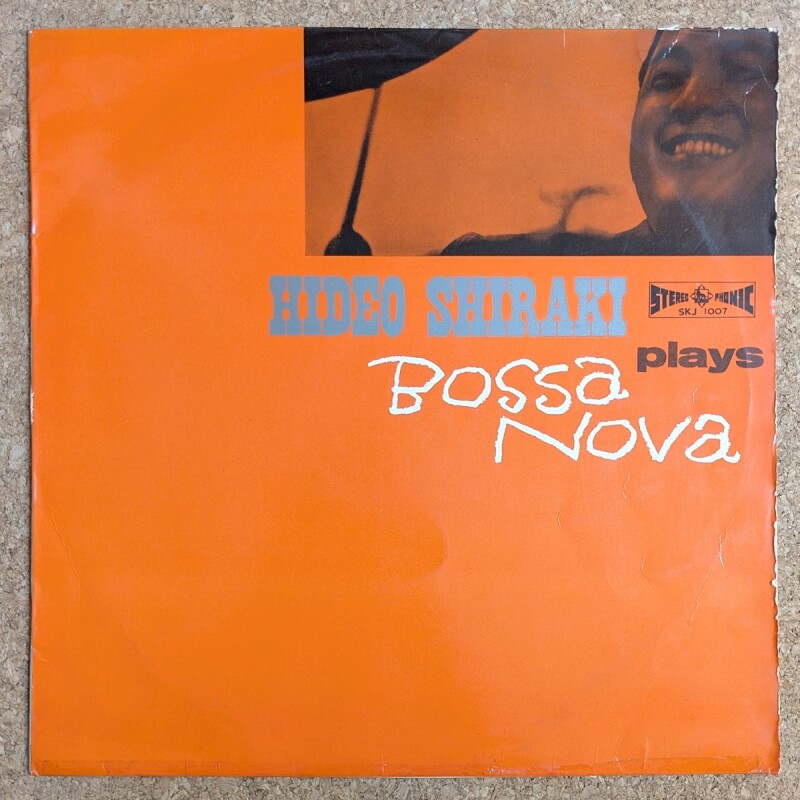 HIDEO SHIRAKI
STEREO PHONIC
SKJ 1007
plays
Bossa
Nova